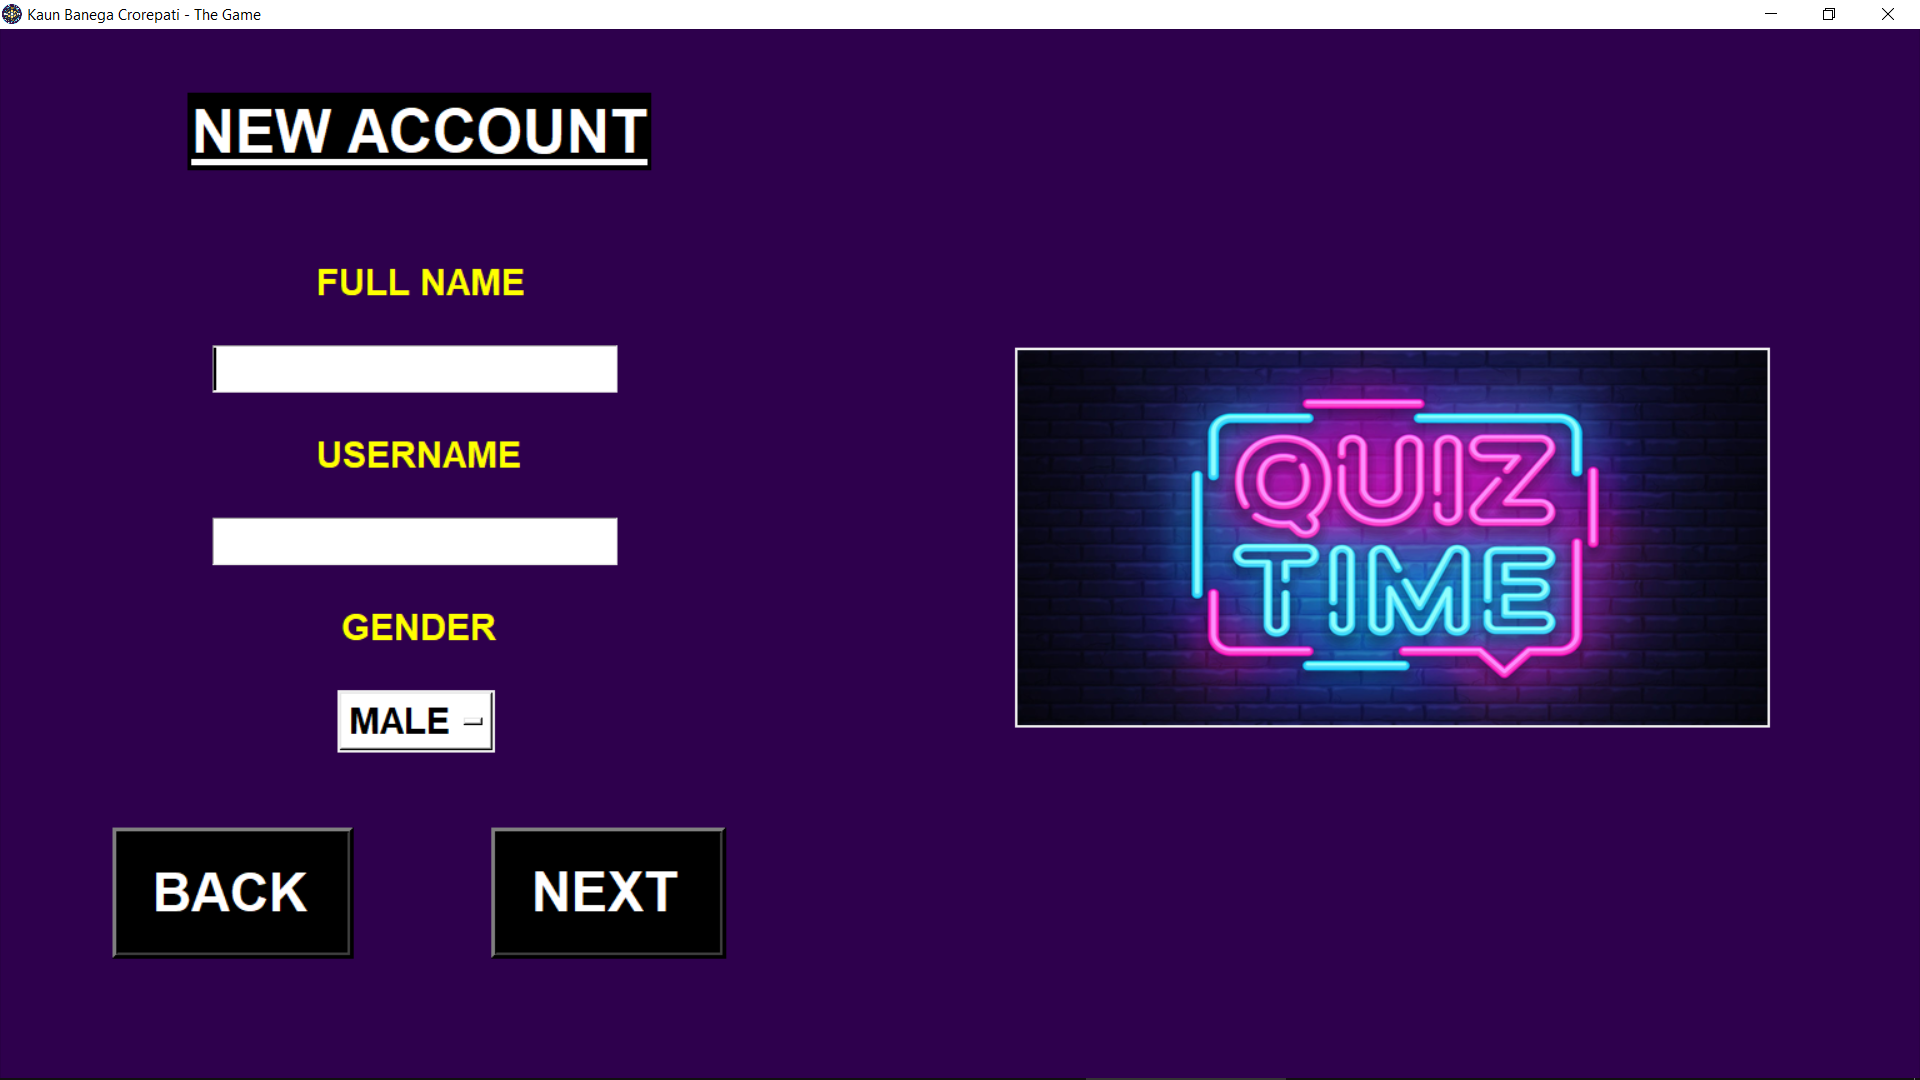 Kaun Banega Crorepati - The Game
NEW ACCOUNT
FULL NAME
USERNAME
GENDER
MALE
BACK
NEXT
QUIZ
TIME